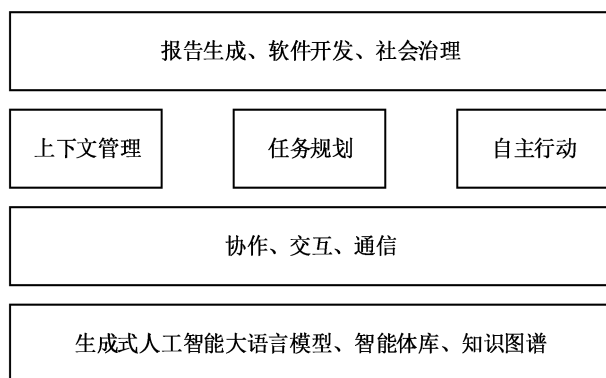 报告生成、软件开发、社会治理
上下文管理
任务规划
自主行动
协作、交互、通信
生成式人工智能大语言模型、智能体库、知识图谱